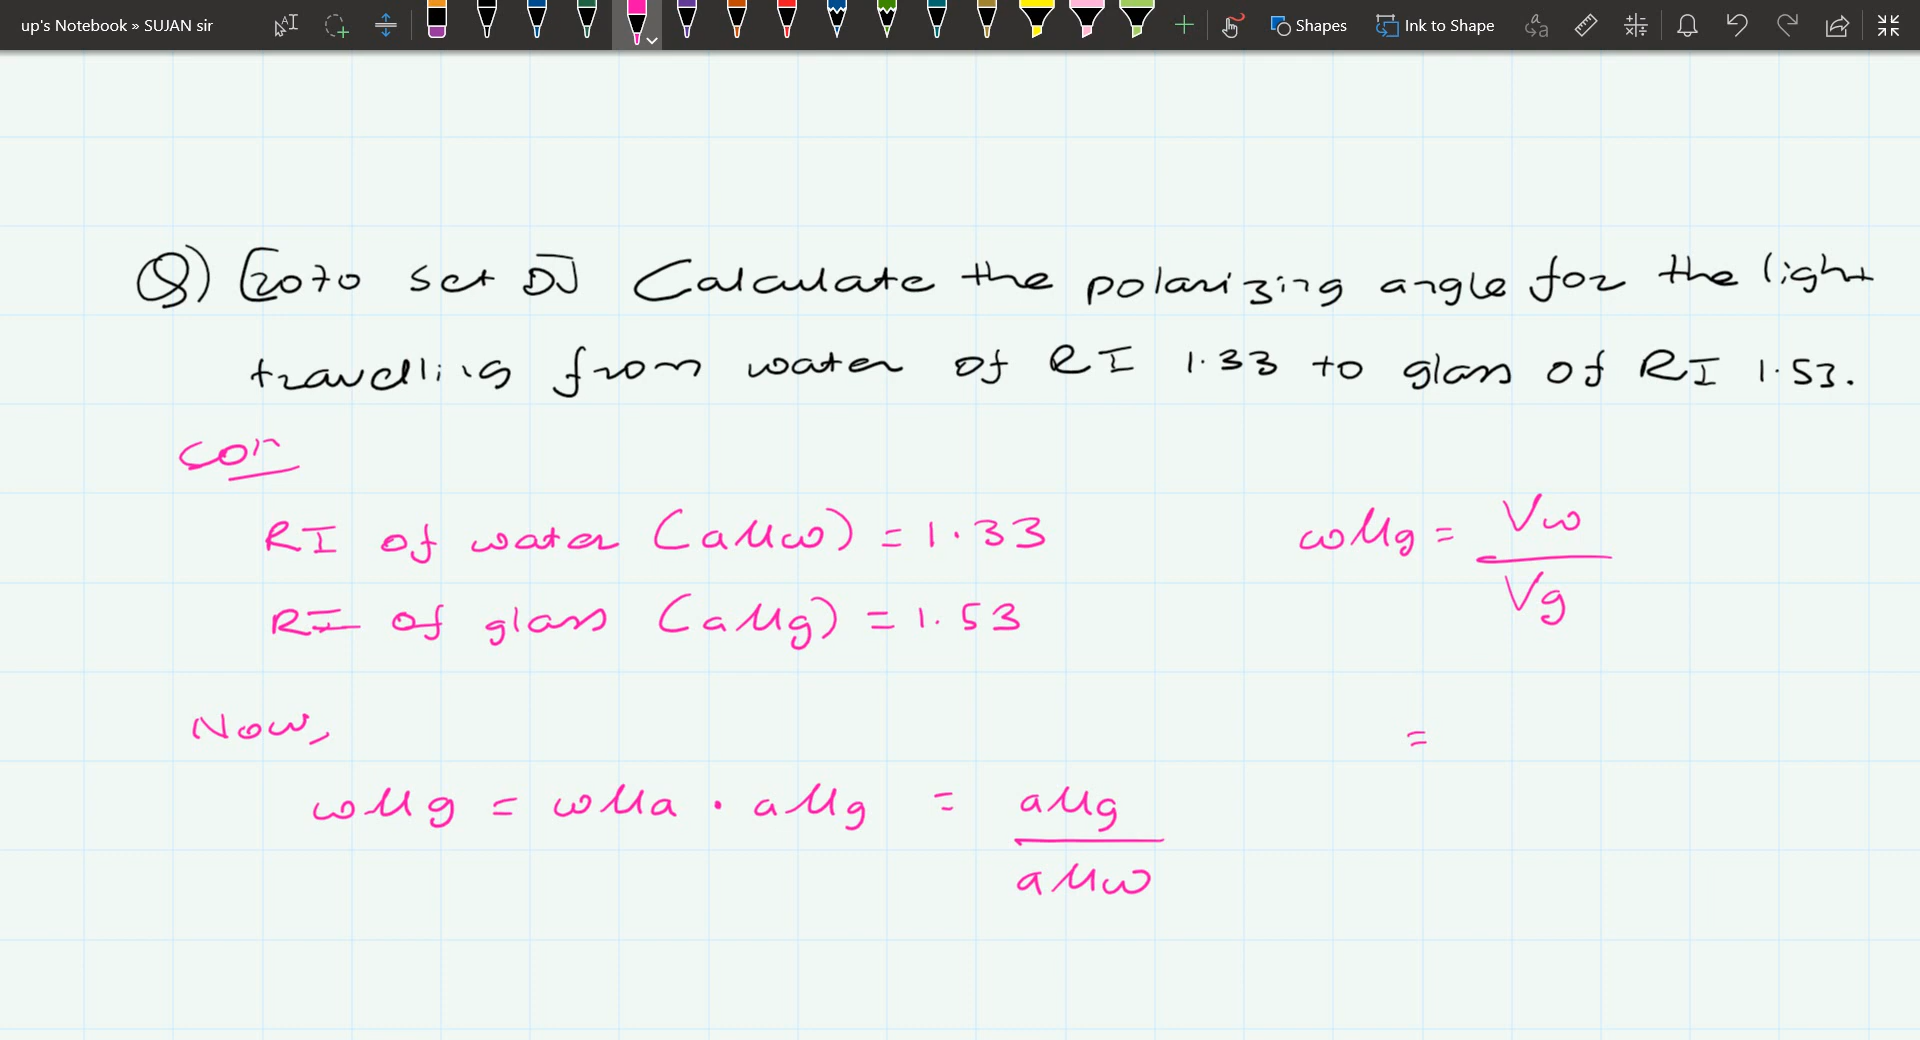 up's Notebook » SUJAN sir
Shapes
Ink to Shape
Q) [2070 set D] Calculate the polarizing angle for the light
travelling from water of RI 1.33 to glass of RI 1.53.
Soln
RI of water (aμw) = 1.33
RI of glass (aμg) = 1.53
wμg = Vw
Vg
Now,
=
wμg = wμa · aμg = aμg
aμw